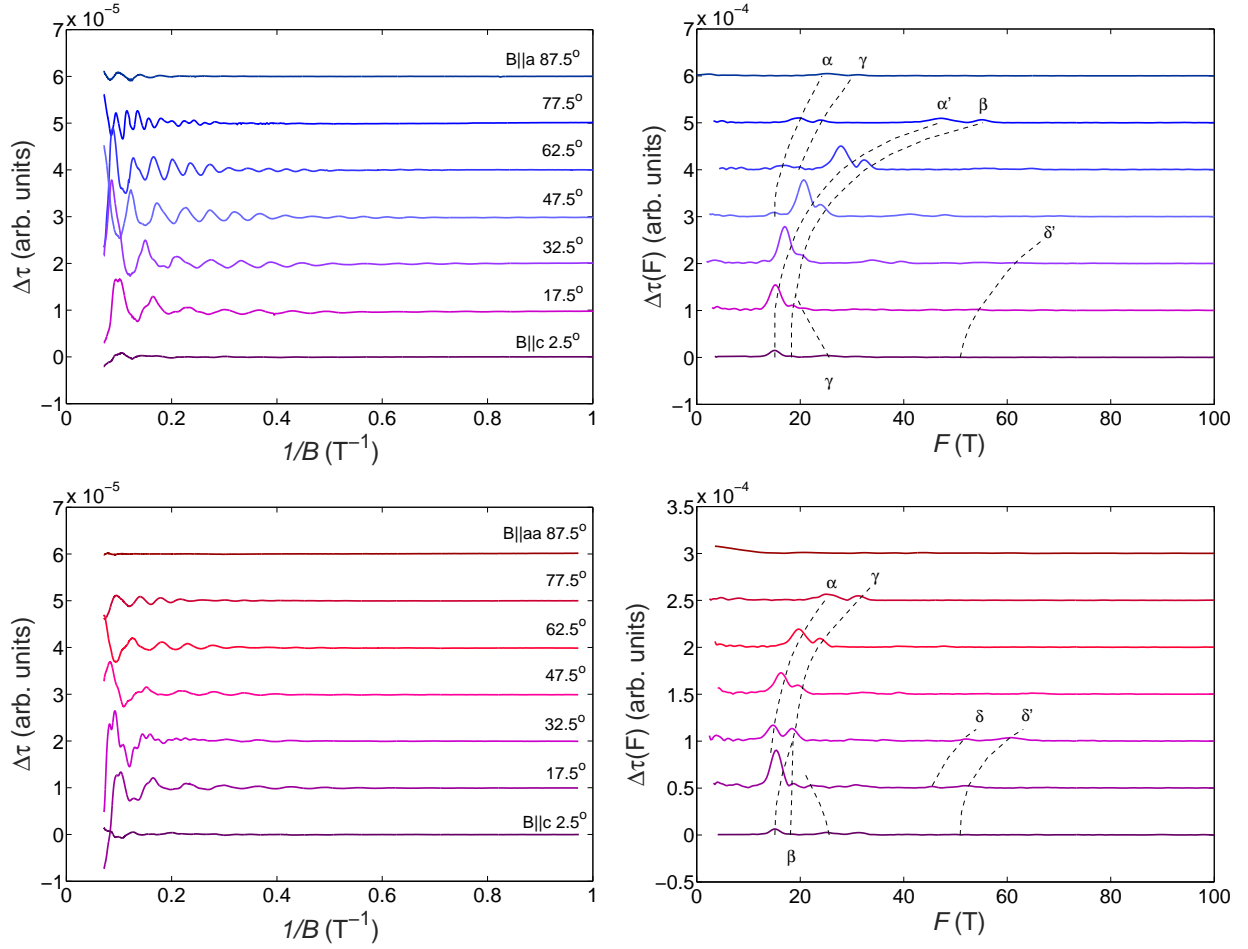 x 10⁻⁵
7
6
5
4
3
2
1
0
−1
Δτ (arb. units)
B||a 87.5°
77.5°
62.5°
47.5°
32.5°
17.5°
B||c 2.5°
0 0.2 0.4 0.6 0.8 1
1/B (T⁻¹)
x 10⁻⁴
7
6
5
4
3
2
1
0
−1
Δτ(F) (arb. units)
α γ
α’ β
δ’
γ
0 20 40 60 80 100
F (T)
x 10⁻⁵
7
6
5
4
3
2
1
0
−1
Δτ (arb. units)
B||aa 87.5°
77.5°
62.5°
47.5°
32.5°
17.5°
B||c 2.5°
0 0.2 0.4 0.6 0.8 1
1/B (T⁻¹)
x 10⁻⁴
3.5
3
2.5
2
1.5
1
0.5
0
−0.5
Δτ(F) (arb. units)
α γ
δ δ’
β
0 20 40 60 80 100
F (T)